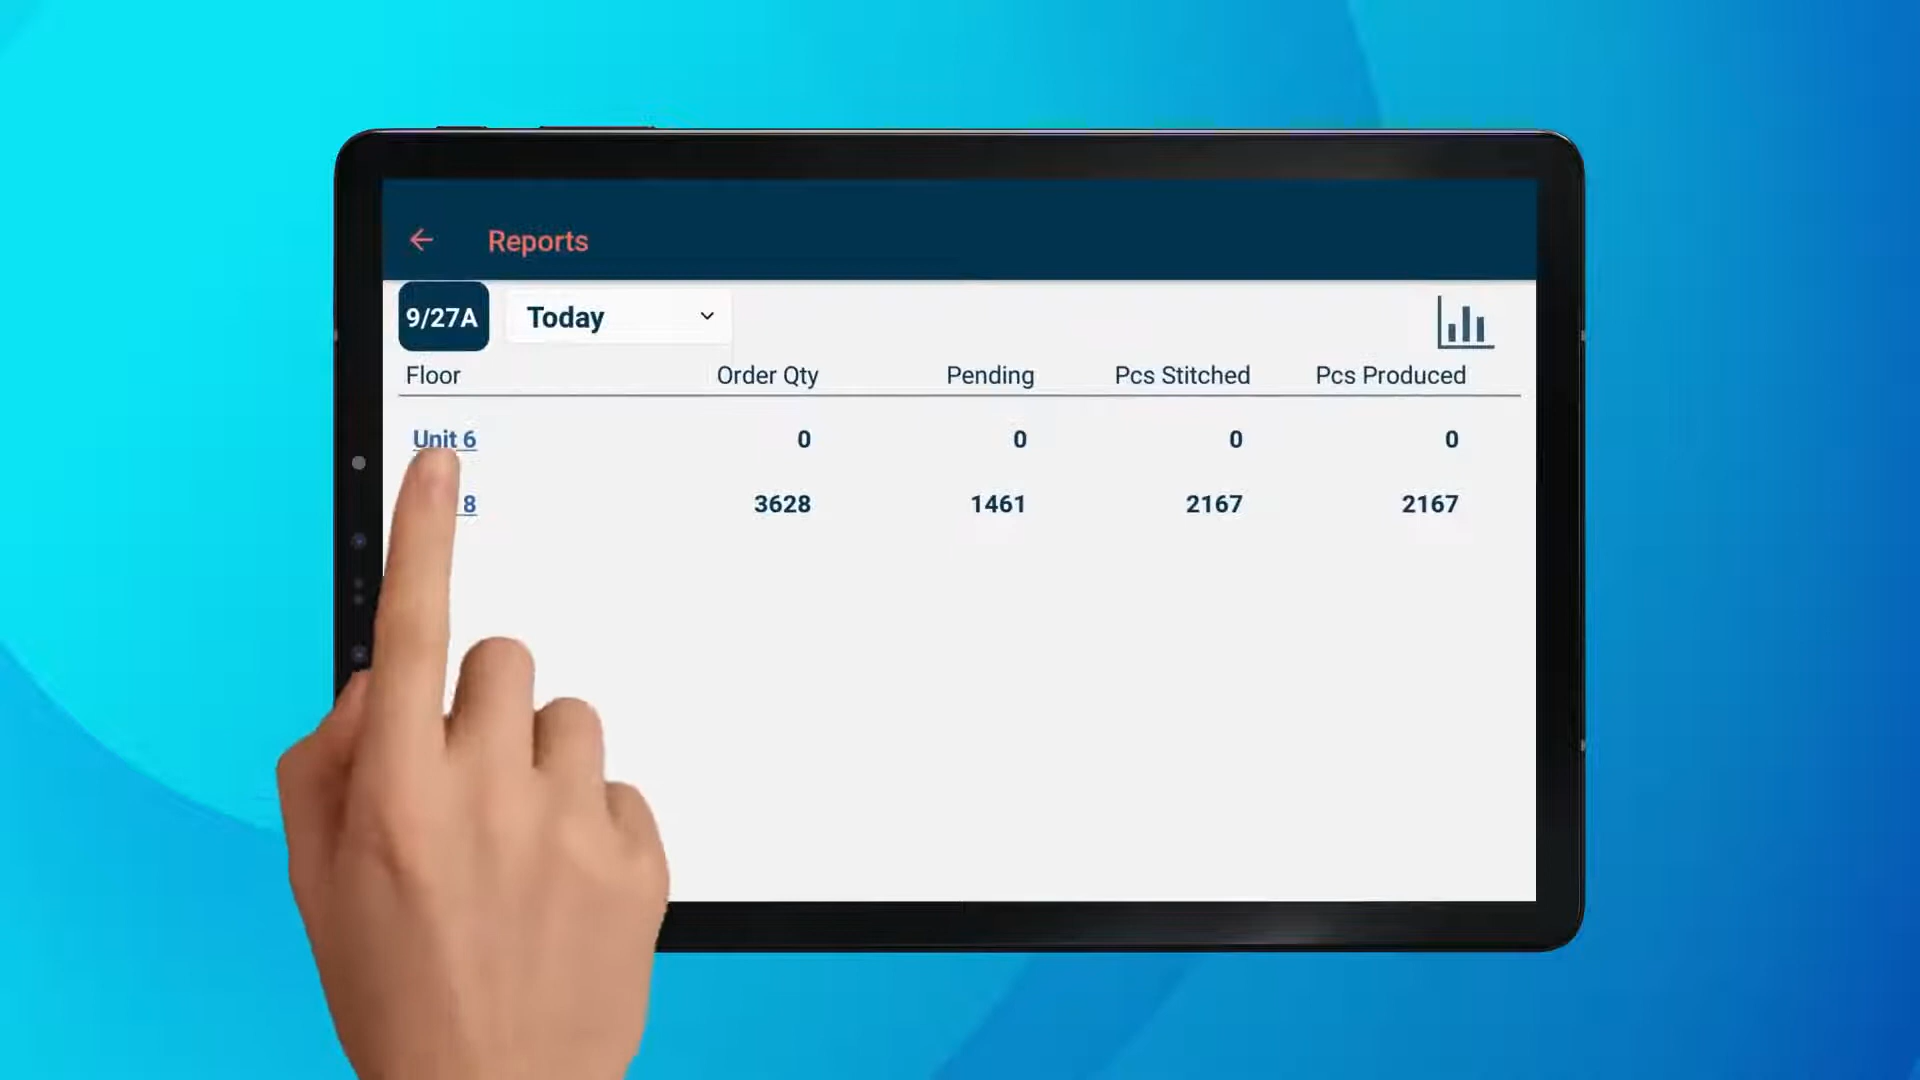 Reports
9/27A Today
Floor Order Qty Pending Pcs Stitched Pcs Produced
Unit 6 0 0 0 0
8 3628 1461 2167 2167